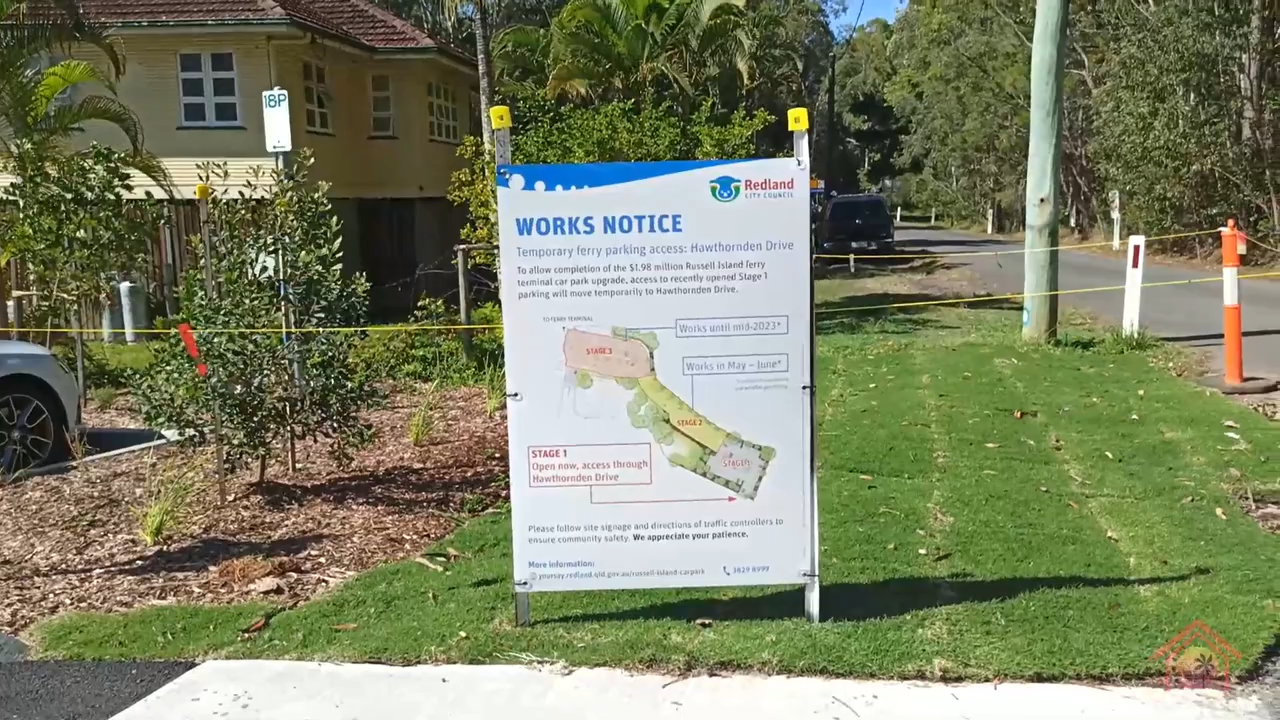 18P
Redland
CITY COUNCIL
WORKS NOTICE
Temporary ferry parking access: Hawthornden Drive
To allow completion of the $1.98 million Russell Island ferry
terminal car park upgrade, access to recently opened Stage 1
parking will move temporarily to Hawthornden Drive.
TO FERRY TERMINAL
Works until mid-2023*
STAGE 3
Works in May – June*
STAGE 2
STAGE 1
STAGE 1
Open now, access through
Hawthornden Drive
Please follow site signage and directions of traffic controllers to
ensure community safety. We appreciate your patience.
More information:
yoursay.redland.qld.gov.au/russell-island-carpark
3829 8999